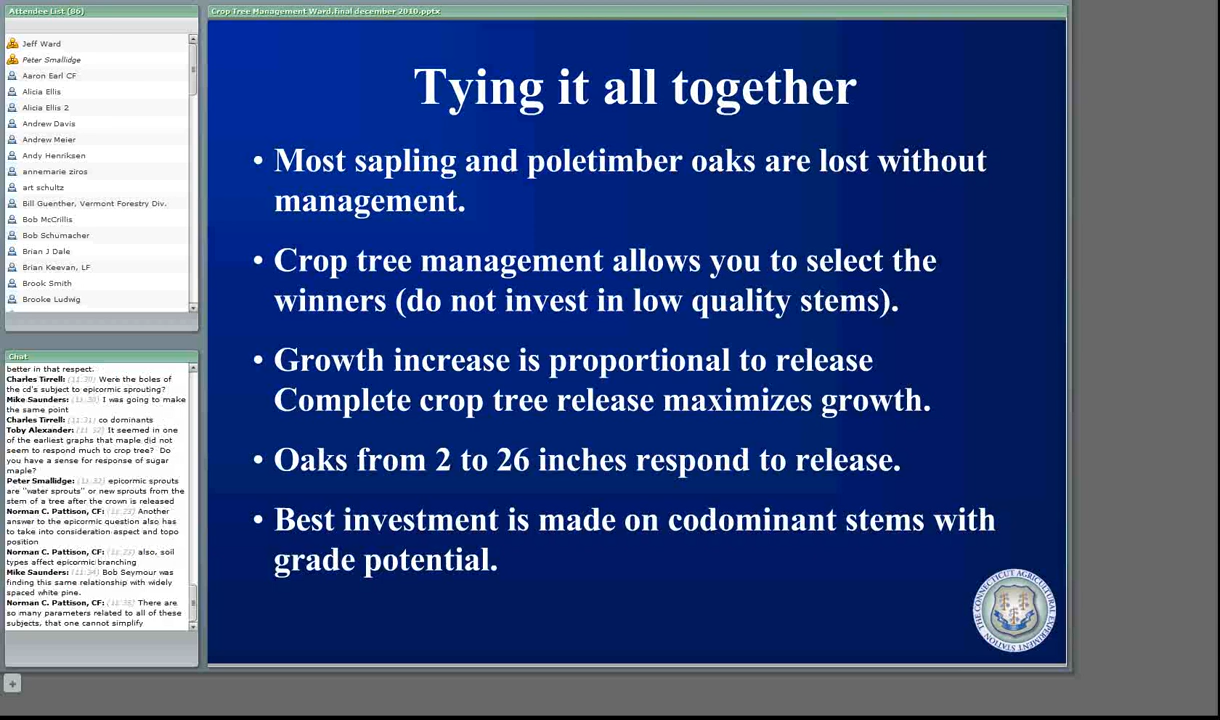 Attendee List (86)
Jeff Ward
Peter Smallidge
Aaron Earl CF
Alicia Ellis
Alicia Ellis 2
Andrew Davis
Andrew Meier
Andy Henriksen
annemarie ziros
art schultz
Bill Guenther, Vermont Forestry Div.
Bob McCrillis
Bob Schumacher
Brian J Dale
Brian Keevan, LF
Brook Smith
Brooke Ludwig
Chat
better in that respect.
Charles Tirrell: Were the boles of
the cd's subject to epicormic sprouting?
Mike Saunders: I was going to make
the same point
Charles Tirrell: co dominants
Toby Alexander: It seemed in one
of the earliest graphs that maple did not
seem to respond much to crop tree? Do
you have a sense for response of sugar
maple?
Peter Smallidge: epicormic sprouts
are "water sprouts" or new sprouts from the
stem of a tree after the crown is released
Norman C. Pattison, CF: Another
answer to the epicormic question also has
to take into consideration aspect and topo
position
Norman C. Pattison, CF: also, soil
types affect epicormic branching
Mike Saunders: Bob Seymour was
finding this same relationship with widely
spaced white pine.
Norman C. Pattison, CF: There are
so many parameters related to all of these
subjects, that one cannot simplify
Crop Tree Management Ward.final december 2010.pptx
Tying it all together
• Most sapling and poletimber oaks are lost without
management.
• Crop tree management allows you to select the
winners (do not invest in low quality stems).
• Growth increase is proportional to release
Complete crop tree release maximizes growth.
• Oaks from 2 to 26 inches respond to release.
• Best investment is made on codominant stems with
grade potential.
THE CONNECTICUT AGRICULTURAL EXPERIMENT STATION